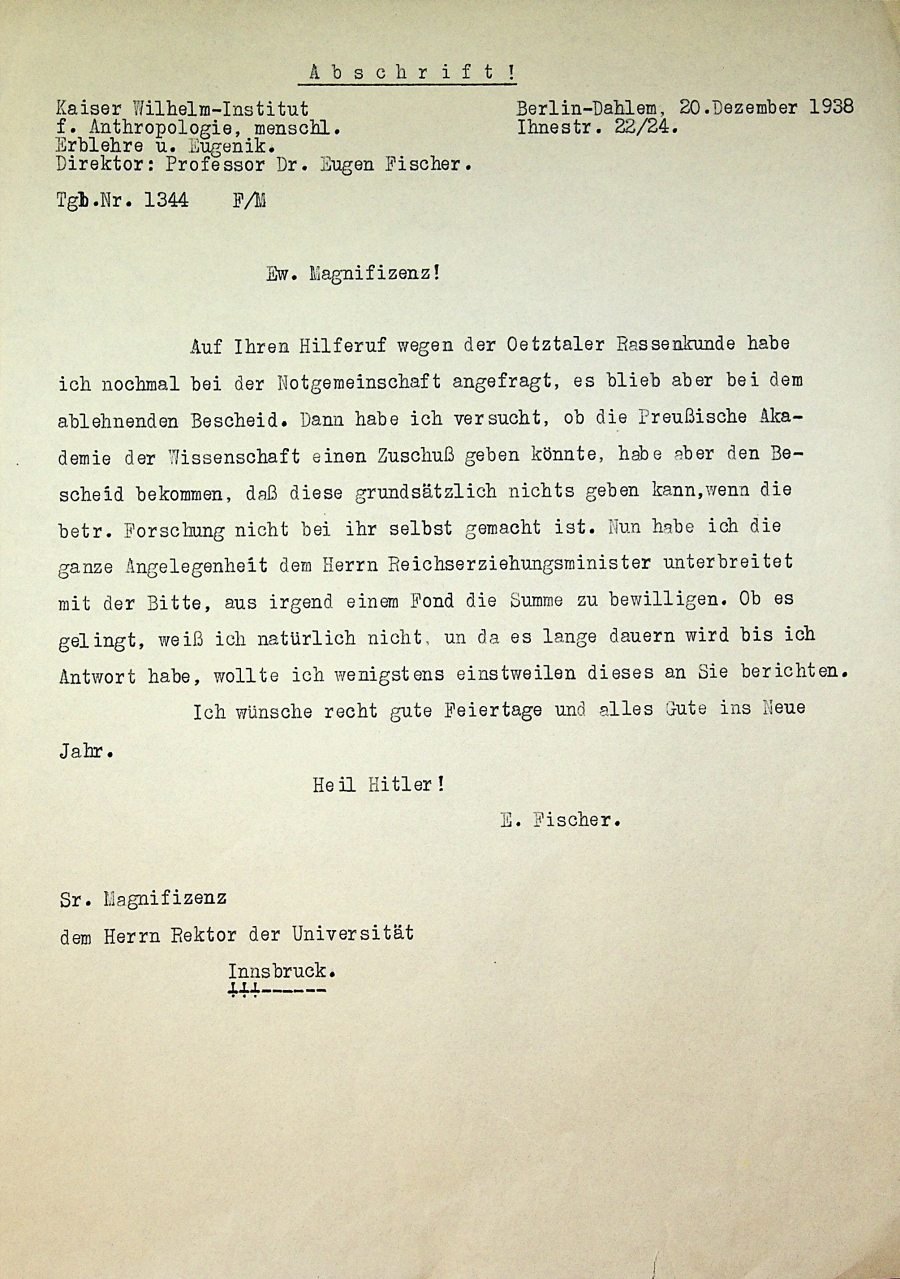 Abschrift!
Kaiser Wilhelm-Institut
f. Anthropologie, menschl.
Erblehre u. Eugenik.
Direktor: Professor Dr. Eugen Fischer.
Berlin-Dahlem, 20.Dezember 1938
Ihnestr. 22/24.
Tgb.Nr. 1344 F/M
Ew. Magnifizenz!
Auf Ihren Hilferuf wegen der Oetztaler Rassenkunde habe
ich nochmal bei der Notgemeinschaft angefragt, es blieb aber bei dem
ablehnenden Bescheid. Dann habe ich versucht, ob die Preußische Aka-
demie der Wissenschaft einen Zuschuß geben könnte, habe aber den Be-
scheid bekommen, daß diese grundsätzlich nichts geben kann,wenn die
betr. Forschung nicht bei ihr selbst gemacht ist. Nun habe ich die
ganze Angelegenheit dem Herrn Reichserziehungsminister unterbreitet
mit der Bitte, aus irgend einem Fond die Summe zu bewilligen. Ob es
gelingt, weiß ich natürlich nicht, un da es lange dauern wird bis ich
Antwort habe, wollte ich wenigstens einstweilen dieses an Sie berichten.
Ich wünsche recht gute Feiertage und alles Gute ins Neue
Jahr.
Heil Hitler!
E. Fischer.
Sr. Magnifizenz
dem Herrn Rektor der Universität
Innsbruck.